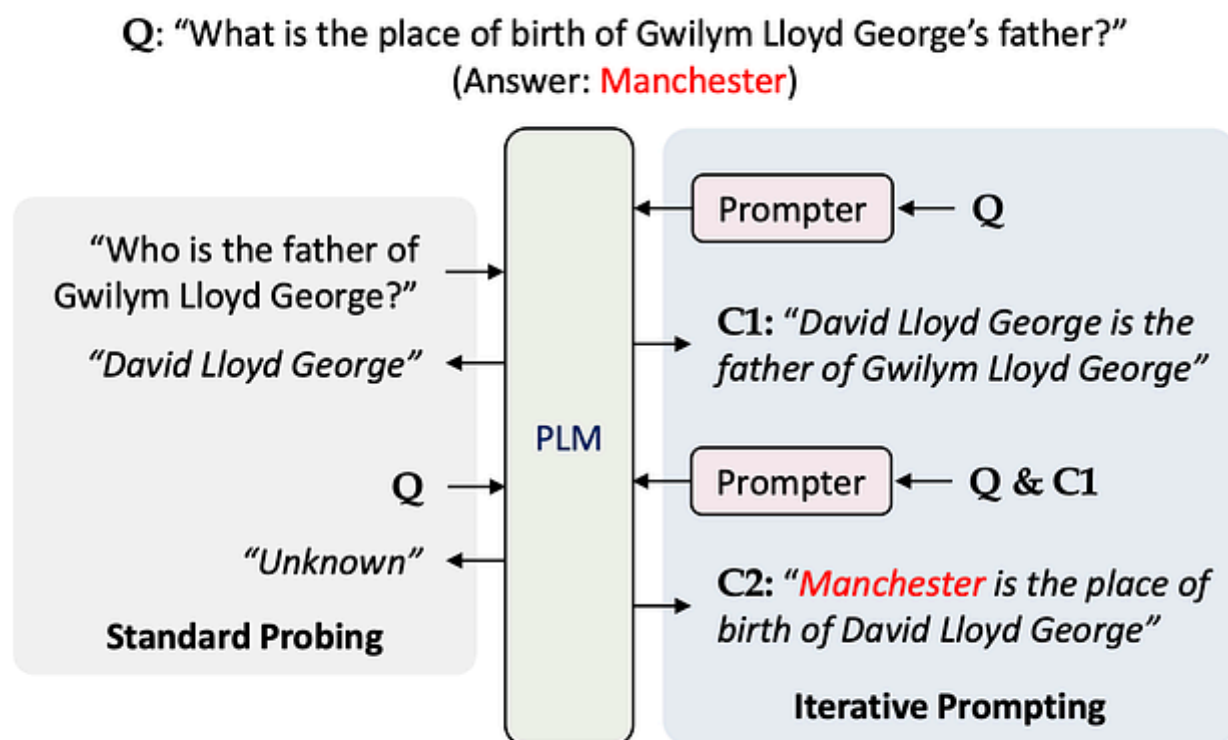 Q: “What is the place of birth of Gwilym Lloyd George’s father?”
(Answer: Manchester)
“Who is the father of
Gwilym Lloyd George?”
“David Lloyd George”
Q
“Unknown”
Standard Probing
PLM
Prompter
Q
C1: “David Lloyd George is the
father of Gwilym Lloyd George”
Prompter
Q & C1
C2: “Manchester is the place of
birth of David Lloyd George”
Iterative Prompting